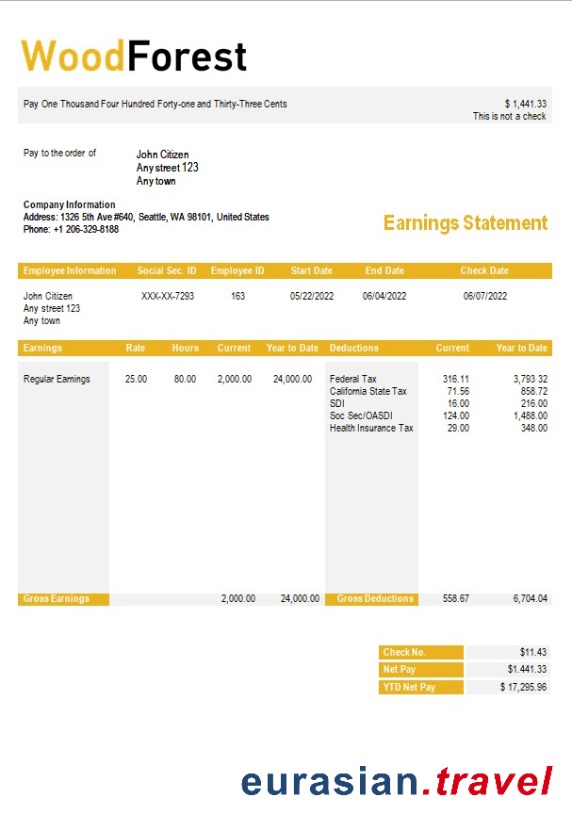 WoodForest
Pay One Thousand Four Hundred Forty-one and Thirty-Three Cents $ 1,441.33
This is not a check
Pay to the order of John Citizen
Any street 123
Any town
Company Information
Address: 1326 5th Ave #640, Seattle, WA 98101, United States
Phone: +1 206-329-8188
Earnings Statement
Employee Information Social Sec. ID Employee ID Start Date End Date Check Date
John Citizen XXX-XX-7293 163 05/22/2022 06/04/2022 06/07/2022
Any street 123
Any town
Earnings Rate Hours Current Year to Date Deductions Current Year to Date
Regular Earnings 25.00 80.00 2,000.00 24,000.00 Federal Tax 316.11 3,793 32
California State Tax 71.56 858.72
SDI 16.00 216.00
Soc Sec/OASDI 124.00 1,488.00
Health Insurance Tax 29.00 348.00
Gross Earnings 2,000.00 24,000.00 Gross Deductions 558.67 6,704.04
Check No. $11.43
Net Pay $1.441.33
YTD Net Pay $ 17,295.96
eurasian.travel